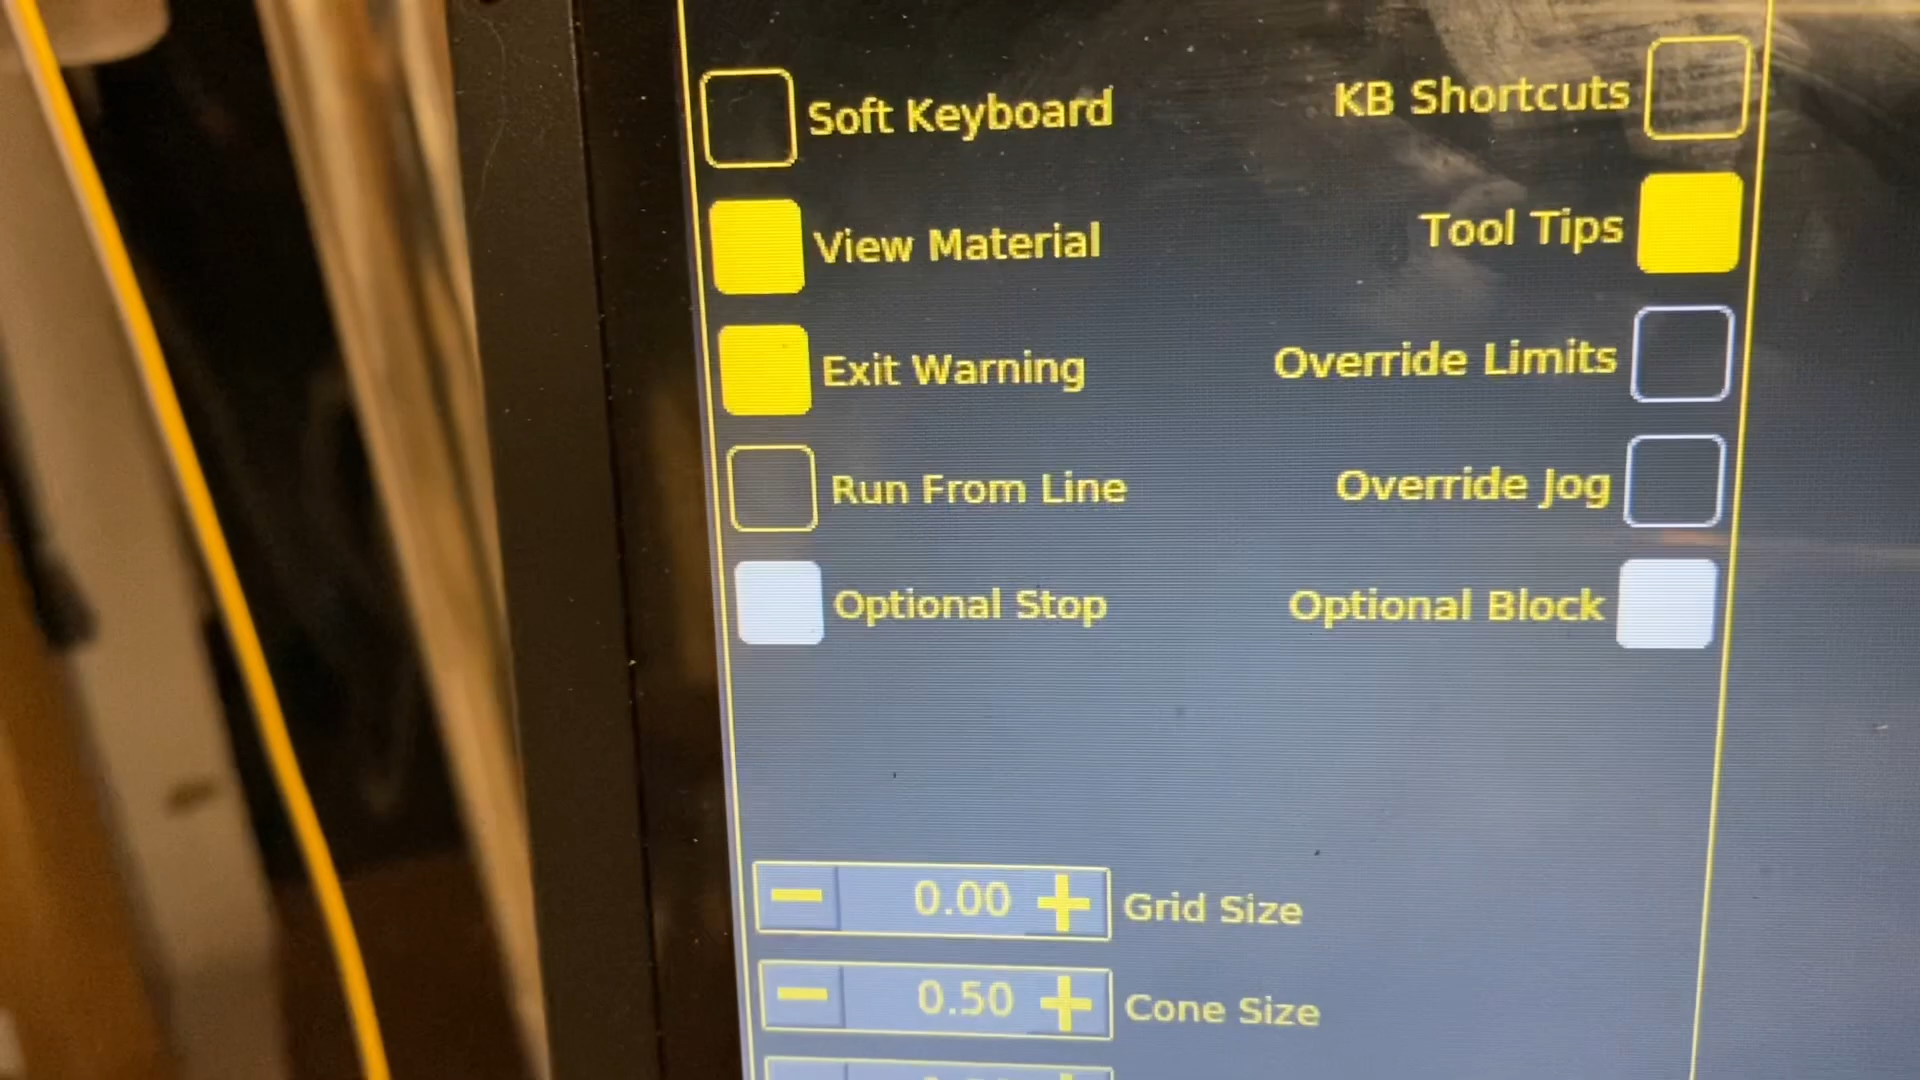 Soft Keyboard
KB Shortcuts
View Material
Tool Tips
Exit Warning
Override Limits
Run From Line
Override Jog
Optional Stop
Optional Block
− 0.00 + Grid Size
− 0.50 + Cone Size